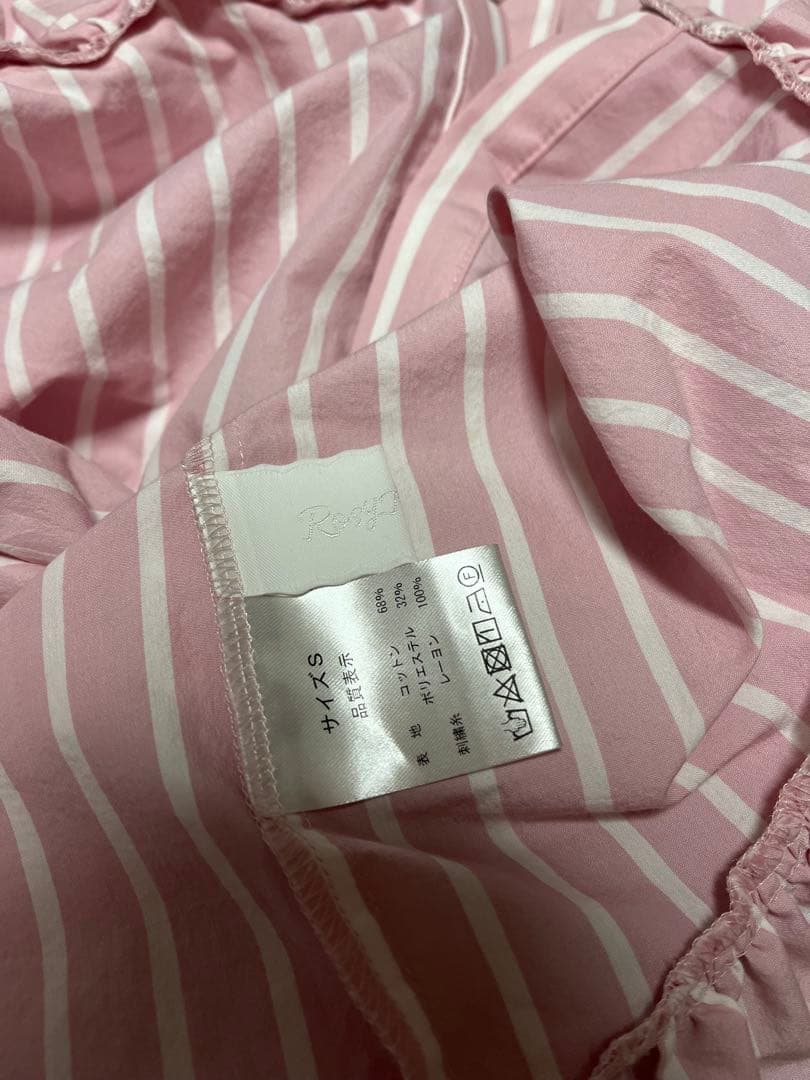 Rosy
サイズS
品質表示
表 地 コットン 68%
ポリエステル 32%
刺繍糸 レーヨン 100%
F